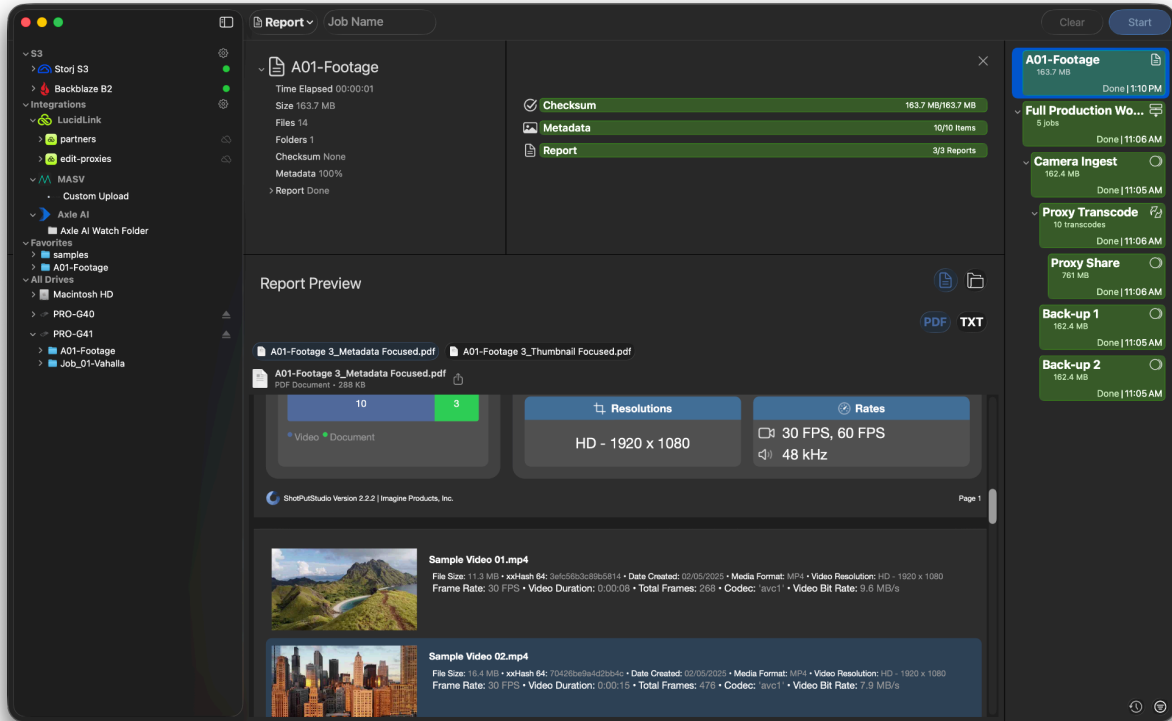 Report
Job Name
Clear
Start
S3
Storj S3
Backblaze B2
Integrations
LucidLink
partners
edit-proxies
MASV
Custom Upload
Axle AI
Axle AI Watch Folder
Favorites
samples
A01-Footage
All Drives
Macintosh HD
PRO-G40
PRO-G41
A01-Footage
Job_01-Vahalla
A01-Footage
Time Elapsed 00:00:01
Size 163.7 MB
Files 14
Folders 1
Checksum None
Metadata 100%
Report Done
Checksum 163.7 MB/163.7 MB
Metadata 10/10 Items
Report 3/3 Reports
Report Preview
PDF TXT
A01-Footage 3_Metadata Focused.pdf
A01-Footage 3_Thumbnail Focused.pdf
A01-Footage 3_Metadata Focused.pdf
PDF Document • 288 KB
10 3
• Video • Document
Resolutions
HD - 1920 x 1080
Rates
30 FPS, 60 FPS
48 kHz
ShotPutStudio Version 2.2.2 | Imagine Products, Inc.
Page 1
Sample Video 01.mp4
File Size: 11.3 MB • xxHash 64: 3efc56b3c89b5814 • Date Created: 02/05/2025 • Media Format: MP4 • Video Resolution: HD - 1920 x 1080
Frame Rate: 30 FPS • Video Duration: 0:00:08 • Total Frames: 268 • Codec: 'avc1' • Video Bit Rate: 9.6 MB/s
Sample Video 02.mp4
File Size: 16.4 MB • xxHash 64: 70426be9a4d2bb4c • Date Created: 02/05/2025 • Media Format: MP4 • Video Resolution: HD - 1920 x 1080
Frame Rate: 30 FPS • Video Duration: 0:00:15 • Total Frames: 476 • Codec: 'avc1' • Video Bit Rate: 7.9 MB/s
A01-Footage
163.7 MB
Done | 1:10 PM
Full Production Wo...
5 jobs
Done | 11:06 AM
Camera Ingest
162.4 MB
Done | 11:05 AM
Proxy Transcode
10 transcodes
Done | 11:06 AM
Proxy Share
761 MB
Done | 11:06 AM
Back-up 1
162.4 MB
Done | 11:05 AM
Back-up 2
162.4 MB
Done | 11:05 AM